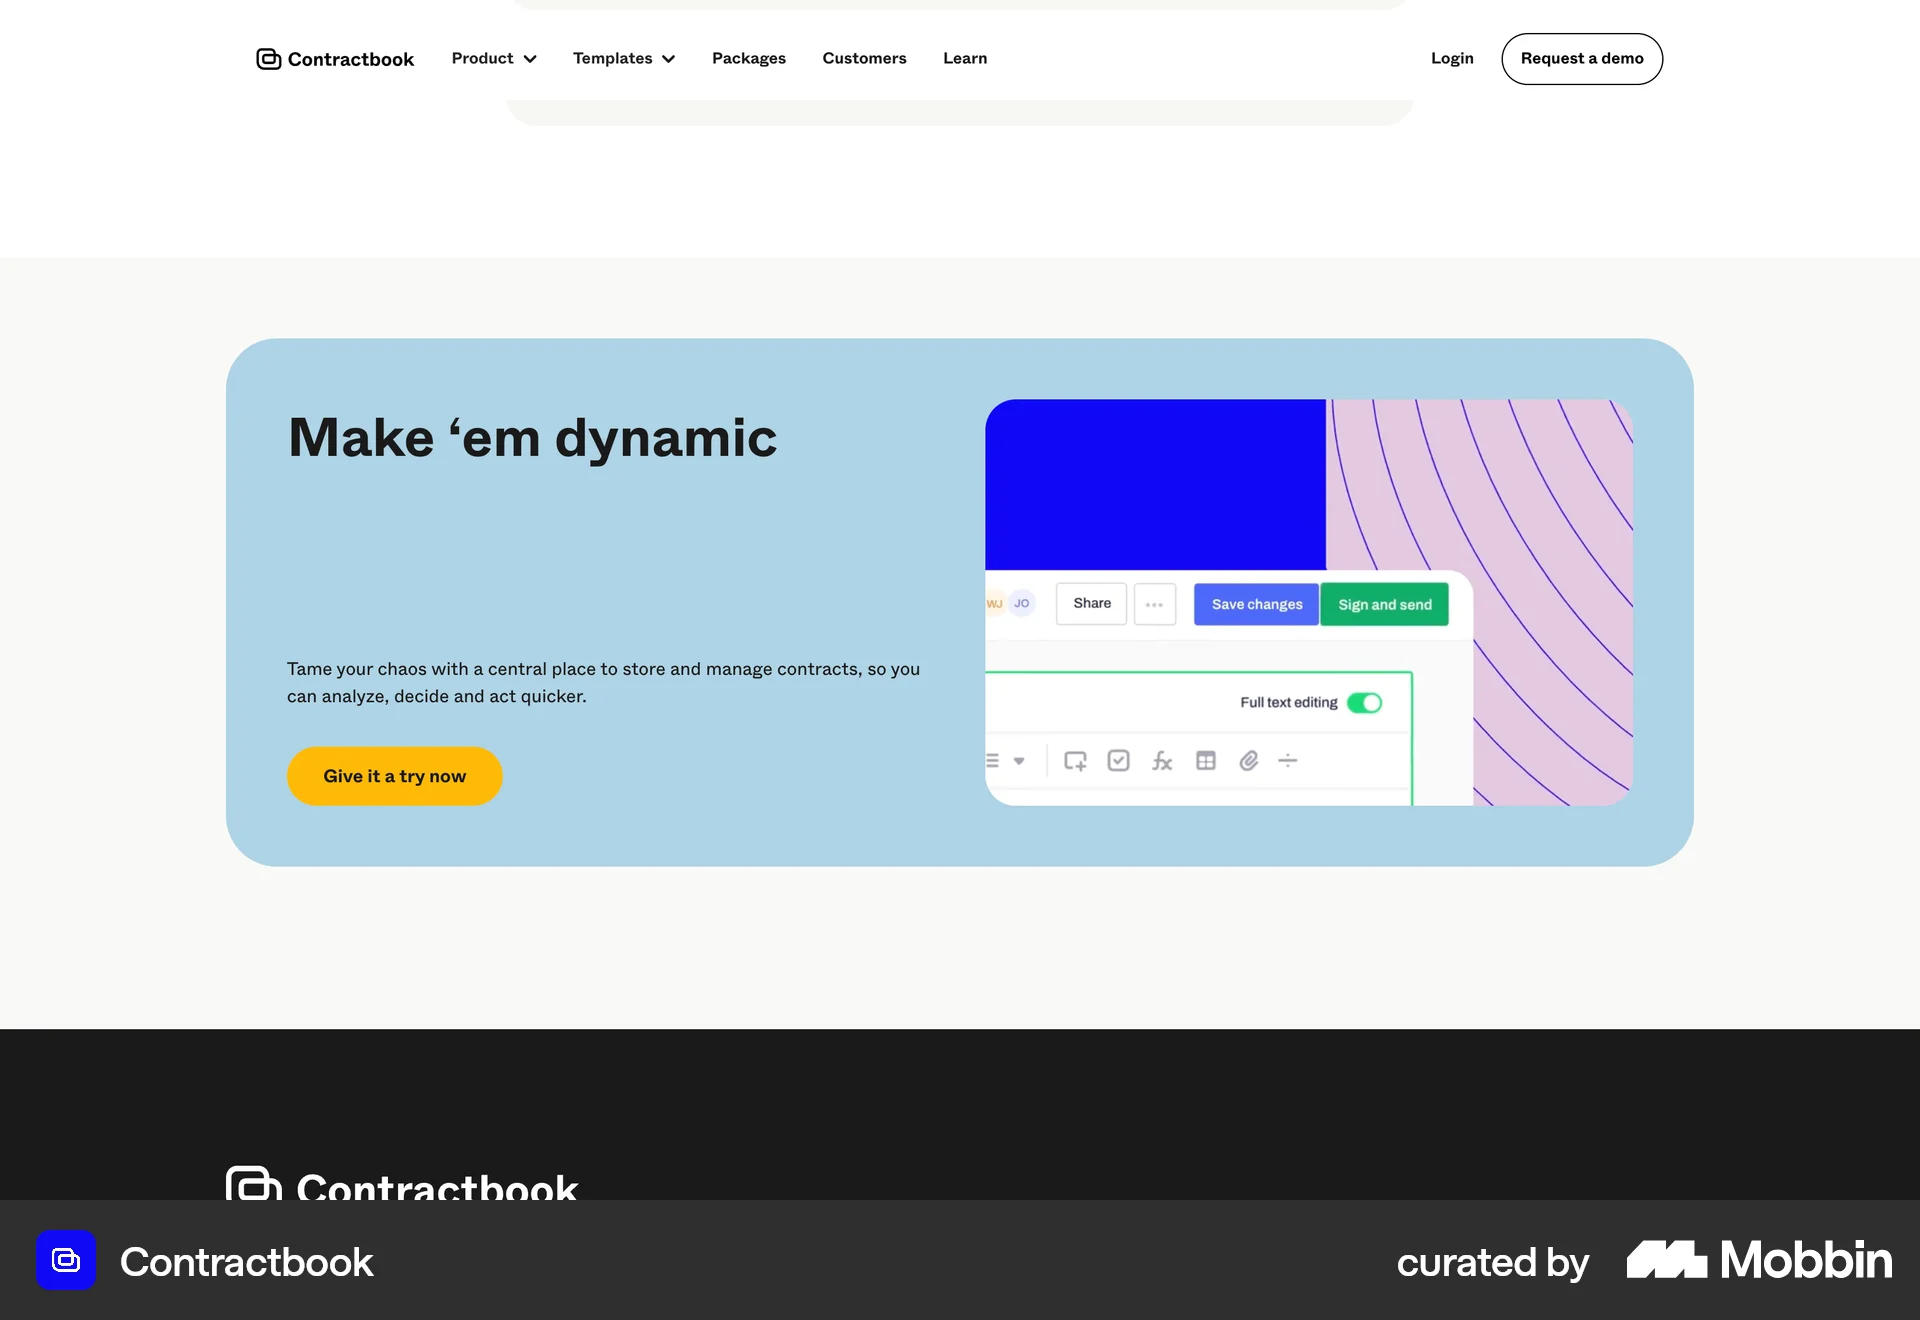 Contractbook Product Templates Packages Customers Learn Login Request a demo
Make ‘em dynamic
Tame your chaos with a central place to store and manage contracts, so you
can analyze, decide and act quicker.
Give it a try now
WJ JO Share Save changes Sign and send
Full text editing
fx
Contractbook
Contractbook curated by Mobbin